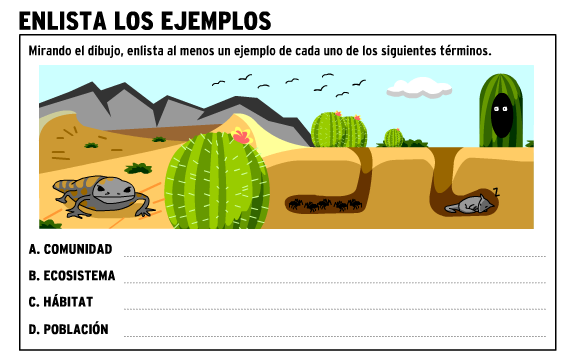 ENLISTA LOS EJEMPLOS
Mirando el dibujo, enlista al menos un ejemplo de cada uno de los siguientes términos.
Z
A. COMUNIDAD
B. ECOSISTEMA
C. HÁBITAT
D. POBLACIÓN